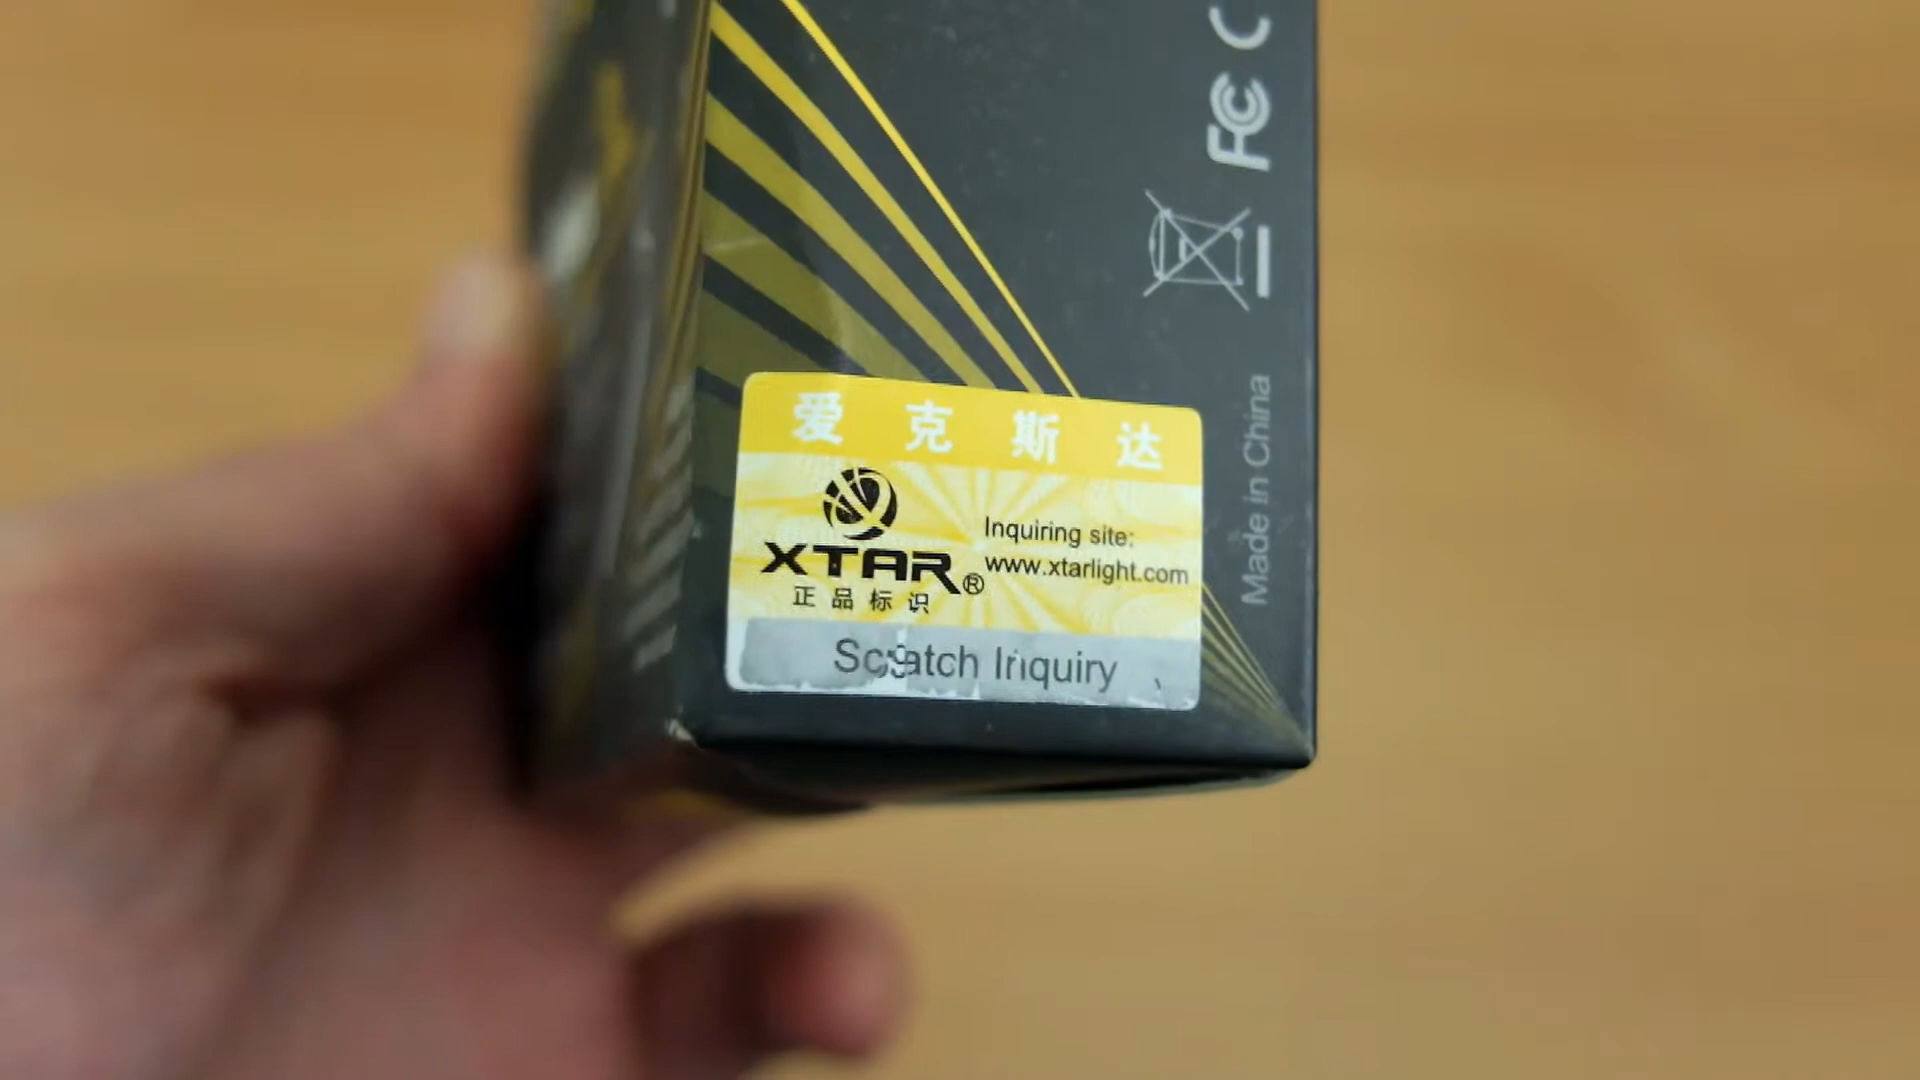 爱克斯达
XTAR®
正品标识
Inquiring site:
www.xtarlight.com
Scratch Inquiry
FC
Made in China